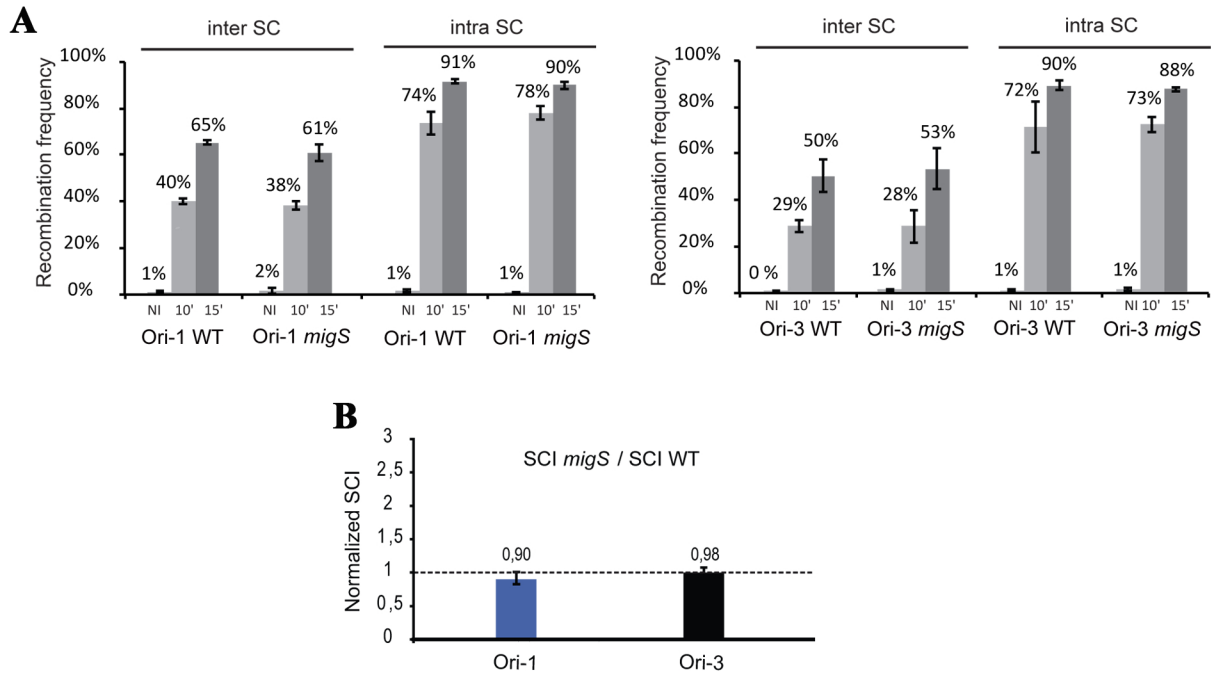 A
inter SC
intra SC
Recombination frequency
100%
80%
60%
40%
20%
0%
1%
40%
65%
2%
38%
61%
1%
74%
91%
1%
78%
90%
NI 10' 15'
NI 10' 15'
NI 10' 15'
NI 10' 15'
Ori-1 WT
Ori-1 migS
Ori-1 WT
Ori-1 migS
inter SC
intra SC
Recombination frequency
100%
80%
60%
40%
20%
0%
0 %
29%
50%
1%
28%
53%
1%
72%
90%
1%
73%
88%
NI 10' 15'
NI 10' 15'
NI 10' 15'
NI 10' 15'
Ori-3 WT
Ori-3 migS
Ori-3 WT
Ori-3 migS
B
SCI migS / SCI WT
Normalized SCI
3
2,5
2
1,5
1
0,5
0
0,90
0,98
Ori-1
Ori-3